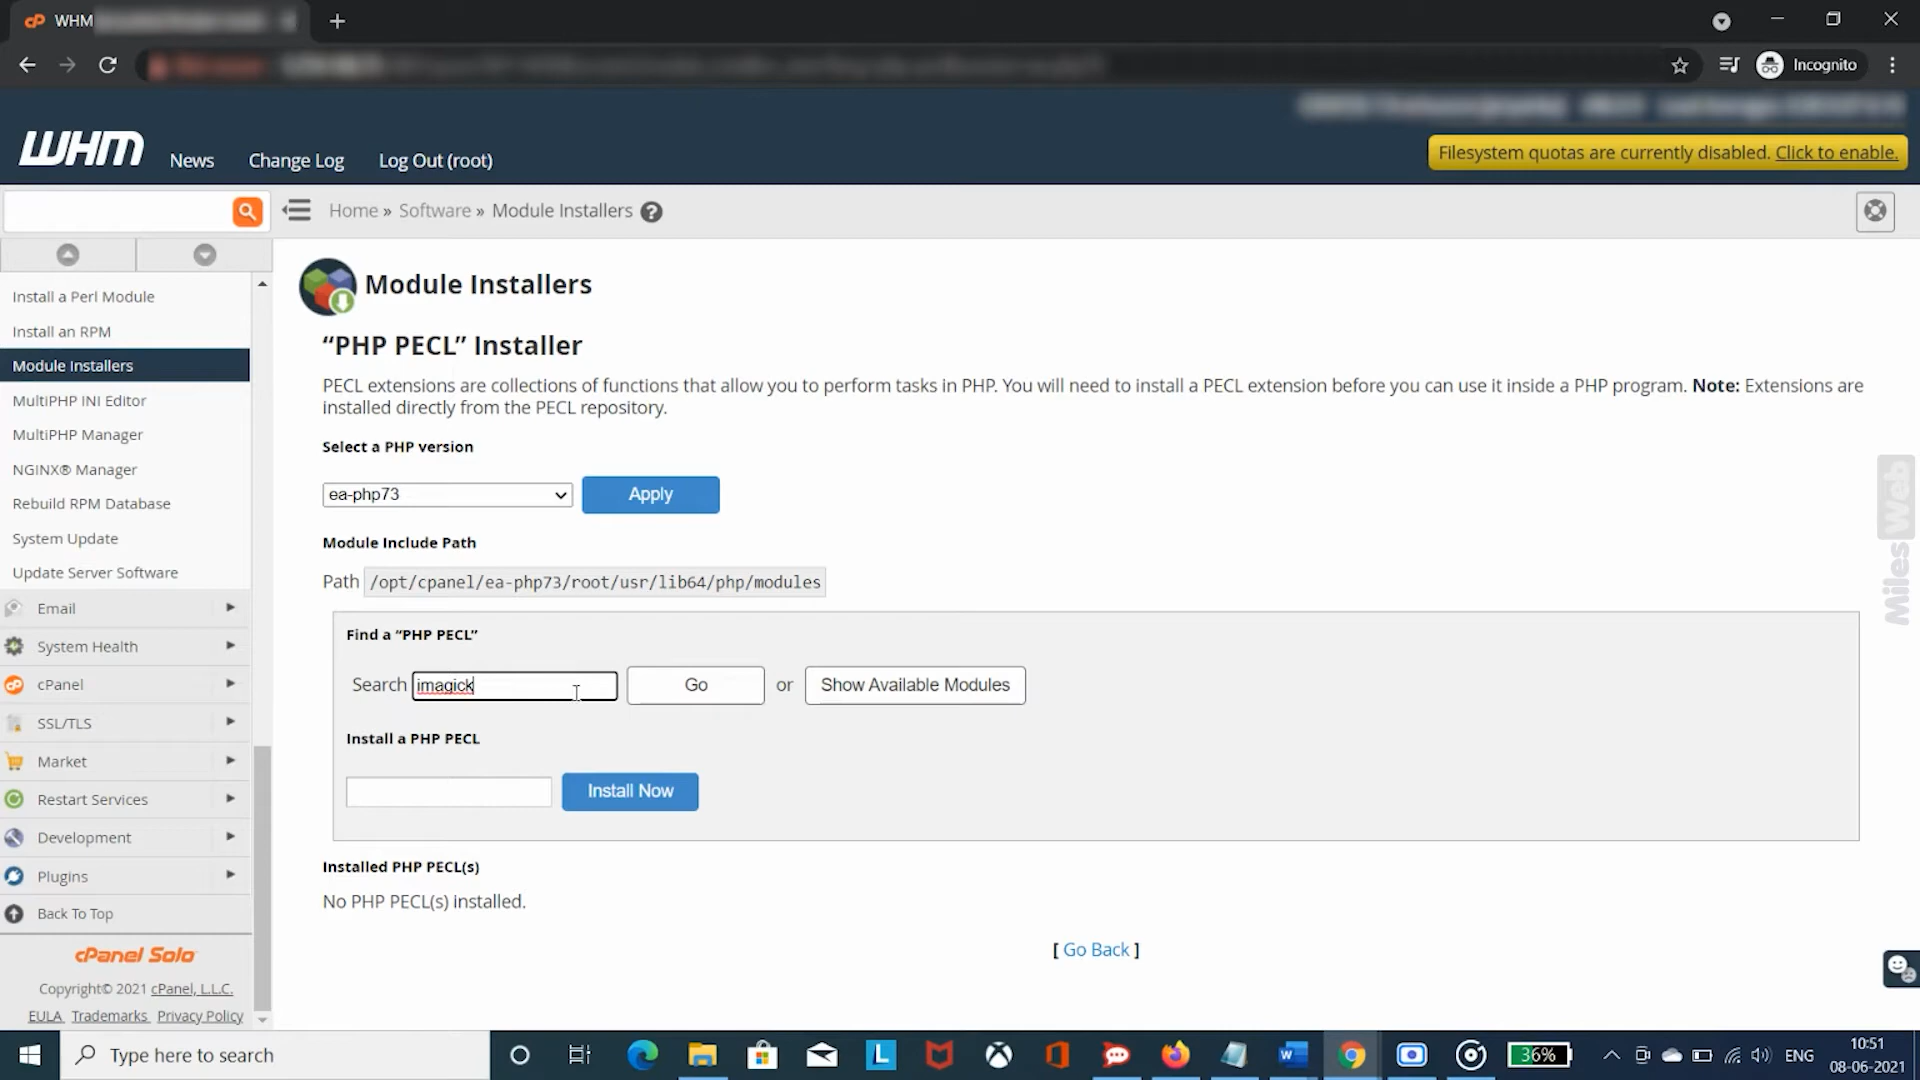 WHM
Incognito
WHM
News
Change Log
Log Out (root)
Filesystem quotas are currently disabled. Click to enable.
Home » Software » Module Installers
Install a Perl Module
Install an RPM
Module Installers
MultiPHP INI Editor
MultiPHP Manager
NGINX® Manager
Rebuild RPM Database
System Update
Update Server Software
Email
System Health
cPanel
SSL/TLS
Market
Restart Services
Development
Plugins
Back To Top
cPanel Solo
Copyright© 2021 cPanel, L.L.C.
EULA Trademarks Privacy Policy
Module Installers
“PHP PECL” Installer
PECL extensions are collections of functions that allow you to perform tasks in PHP. You will need to install a PECL extension before you can use it inside a PHP program. Note: Extensions are
installed directly from the PECL repository.
Select a PHP version
ea-php73
Apply
Module Include Path
Path /opt/cpanel/ea-php73/root/usr/lib64/php/modules
Find a “PHP PECL”
Search imagick Go or Show Available Modules
Install a PHP PECL
Install Now
Installed PHP PECL(s)
No PHP PECL(s) installed.
[ Go Back ]
MilesWeb
Type here to search
36%
ENG
10:51
08-06-2021